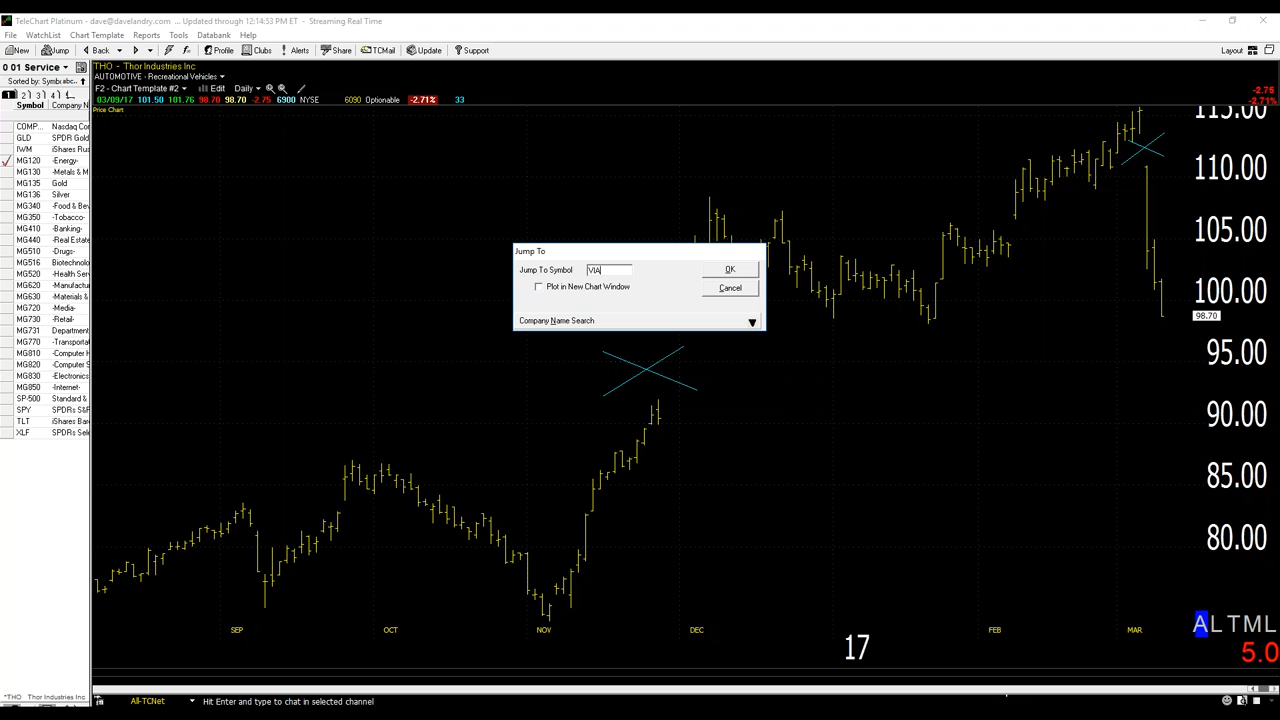 TeleChart Platinum - dave@davelandry.com ... Updated through 12:14:53 PM ET - Streaming Real Time
File WatchList Chart Template Reports Tools Databank Help
New Jump Back Profile Clubs Alerts Share TCMail Update Support Layout
0 01 Service
Sorted by: Symbol
1 2 3 4
Symbol Company N
COMP... Nasdaq Com
GLD SPDR Gold
IWM iShares Rus
MG120 -Energy-
MG130 -Metals & M
MG135 Gold
MG136 Silver
MG340 -Food & Bev
MG350 -Tobacco-
MG410 -Banking-
MG440 -Real Estate
MG510 -Drugs-
MG516 Biotechnolo
MG520 -Health Serv
MG620 -Manufactur
MG630 -Materials &
MG720 -Media-
MG730 -Retail-
MG731 Department
MG770 -Transportat
MG810 -Computer H
MG820 -Computer S
MG830 -Electronics
MG850 -Internet-
SP-500 Standard &
SPY SPDRs S&P
TLT iShares Barc
XLF SPDRs Sele
THO - Thor Industries Inc
AUTOMOTIVE - Recreational Vehicles
F2 - Chart Template #2 Edit Daily
03/09/17 101.50 101.76 98.70 98.70 -2.75 6900 NYSE 6090 Optionable -2.71% 33
Price Chart
-2.75
-2.71%
115.00
110.00
105.00
100.00
98.70
95.00
90.00
85.00
80.00
Jump To
Jump To Symbol VIA OK
Plot in New Chart Window Cancel
Company Name Search
SEP OCT NOV DEC 17 FEB MAR
ALTML
5.0
*THO Thor Industries Inc
All-TCNet Hit Enter and type to chat in selected channel